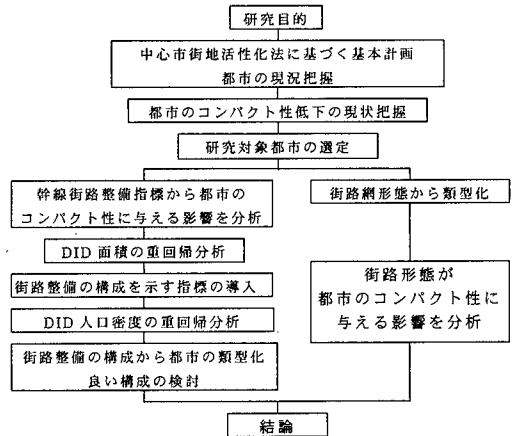 研究目的
中心市街地活性化法に基づく基本計画
都市の現況把握
都市のコンパクト性低下の現状把握
研究対象都市の選定
幹線街路整備指標から都市の
コンパクト性に与える影響を分析
DID 面積の重回帰分析
街路整備の構成を示す指標の導入
DID 人口密度の重回帰分析
街路整備の構成から都市の類型化
良い構成の検討
街路網形態から類型化
街路形態が
都市のコンパクト性に
与える影響を分析
結論